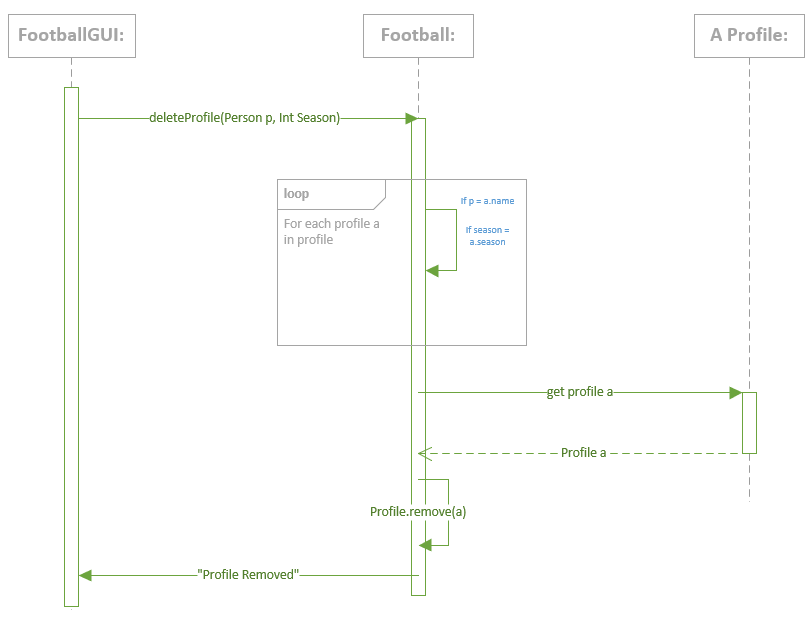 FootballGUI:
Football:
A Profile:
deleteProfile(Person p, Int Season)
loop
For each profile a
in profile
If p = a.name
If season =
a.season
get profile a
Profile a
Profile.remove(a)
"Profile Removed"